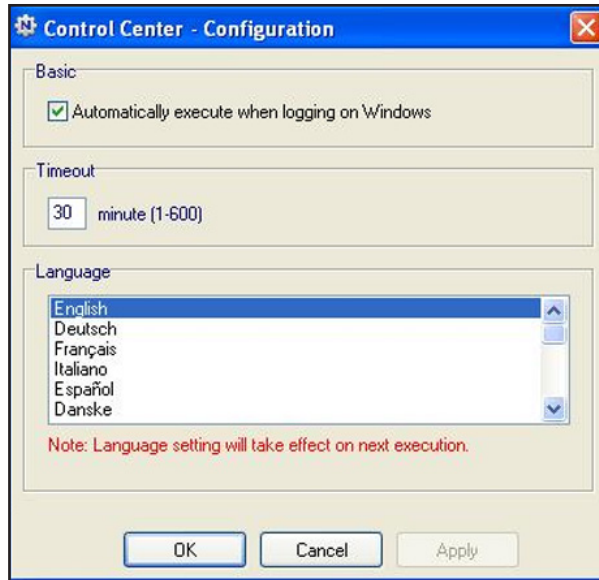 Control Center - Configuration
Basic
Automatically execute when logging on Windows
Timeout
30 minute (1-600)
Language
English
Deutsch
Français
Italiano
Español
Danske
Note: Language setting will take effect on next execution.
OK Cancel Apply